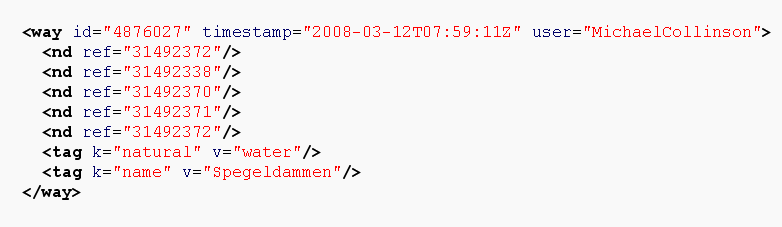 <way id="4876027" timestamp="2008-03-12T07:59:11Z" user="MichaelCollinson">
<nd ref="31492372"/>
<nd ref="31492338"/>
<nd ref="31492370"/>
<nd ref="31492371"/>
<nd ref="31492372"/>
<tag k="natural" v="water"/>
<tag k="name" v="Spegeldammen"/>
</way>